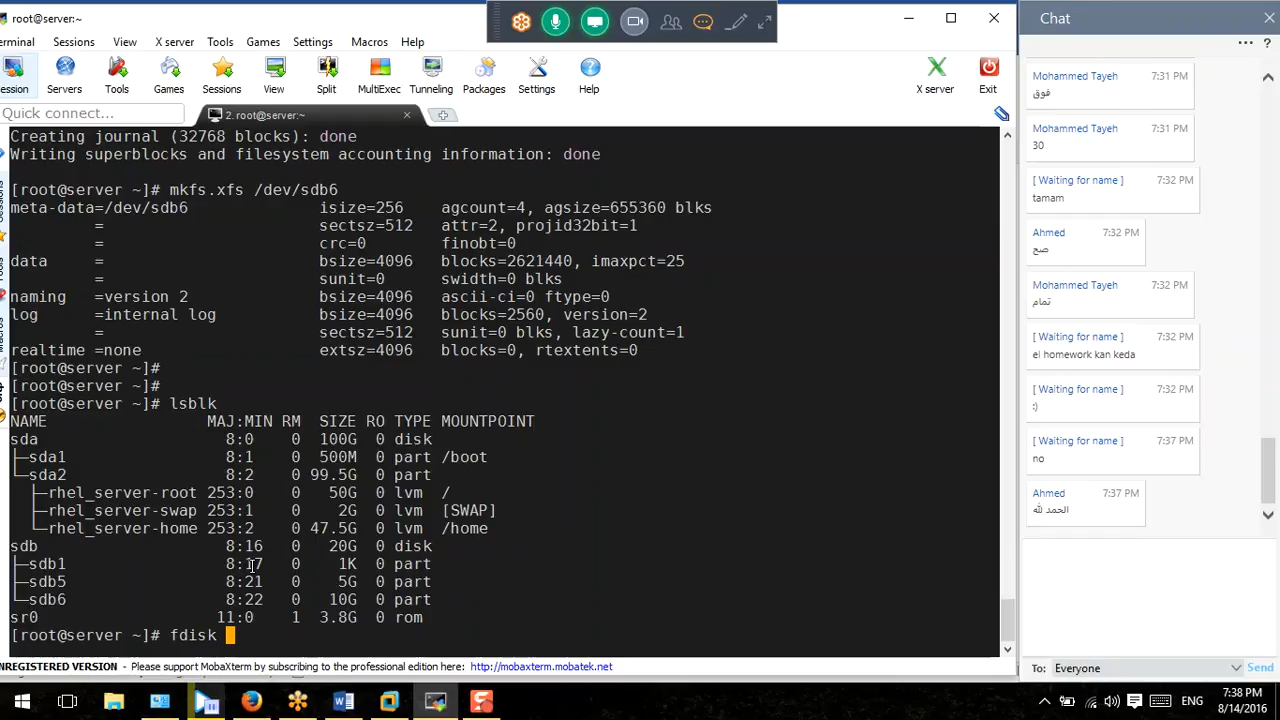 root@server:~
Terminal Sessions View X server Tools Games Settings Macros Help
Session Servers Tools Games Sessions View Split MultiExec Tunneling Packages Settings Help X server Exit
Quick connect...
2. root@server:~
Creating journal (32768 blocks): done
Writing superblocks and filesystem accounting information: done
[root@server ~]# mkfs.xfs /dev/sdb6
meta-data=/dev/sdb6 isize=256 agcount=4, agsize=655360 blks
= sectsz=512 attr=2, projid32bit=1
= crc=0 finobt=0
data = bsize=4096 blocks=2621440, imaxpct=25
= sunit=0 swidth=0 blks
naming =version 2 bsize=4096 ascii-ci=0 ftype=0
log =internal log bsize=4096 blocks=2560, version=2
= sectsz=512 sunit=0 blks, lazy-count=1
realtime =none extsz=4096 blocks=0, rtextents=0
[root@server ~]#
[root@server ~]#
[root@server ~]# lsblk
NAME MAJ:MIN RM SIZE RO TYPE MOUNTPOINT
sda 8:0 0 100G 0 disk
├─sda1 8:1 0 500M 0 part /boot
└─sda2 8:2 0 99.5G 0 part
├─rhel_server-root 253:0 0 50G 0 lvm /
├─rhel_server-swap 253:1 0 2G 0 lvm [SWAP]
└─rhel_server-home 253:2 0 47.5G 0 lvm /home
sdb 8:16 0 20G 0 disk
├─sdb1 8:17 0 1K 0 part
├─sdb5 8:21 0 5G 0 part
└─sdb6 8:22 0 10G 0 part
sr0 11:0 1 3.8G 0 rom
[root@server ~]# fdisk
UNREGISTERED VERSION - Please support MobaXterm by subscribing to the professional edition here: http://mobaxterm.mobatek.net
Chat
Mohammed Tayeh 7:31 PM
فوق
Mohammed Tayeh 7:31 PM
30
[ Waiting for name ] 7:32 PM
tamam
Ahmed 7:32 PM
صح
Mohammed Tayeh 7:32 PM
تمام
[ Waiting for name ] 7:32 PM
el homework kan keda
[ Waiting for name ] 7:32 PM
:)
[ Waiting for name ] 7:37 PM
no
Ahmed 7:37 PM
الحمد لله
To: Everyone Send
ENG
7:38 PM
8/14/2016